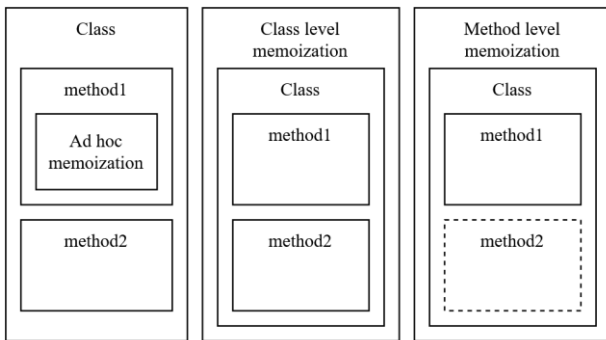 Class
method1
Ad hoc
memoization
method2
Class level
memoization
Class
method1
method2
Method level
memoization
Class
method1
method2